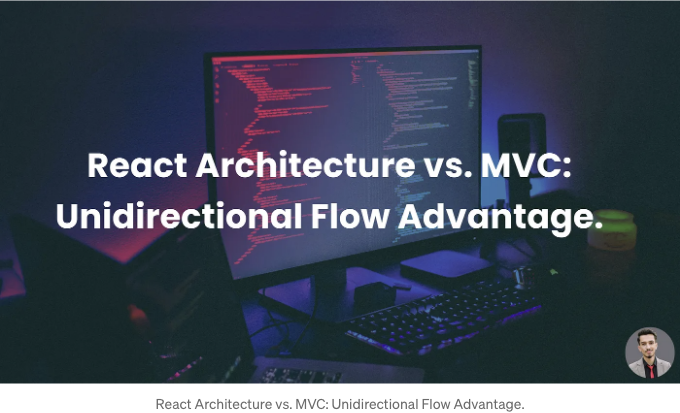 React Architecture vs. MVC:
Unidirectional Flow Advantage.
React Architecture vs. MVC: Unidirectional Flow Advantage.